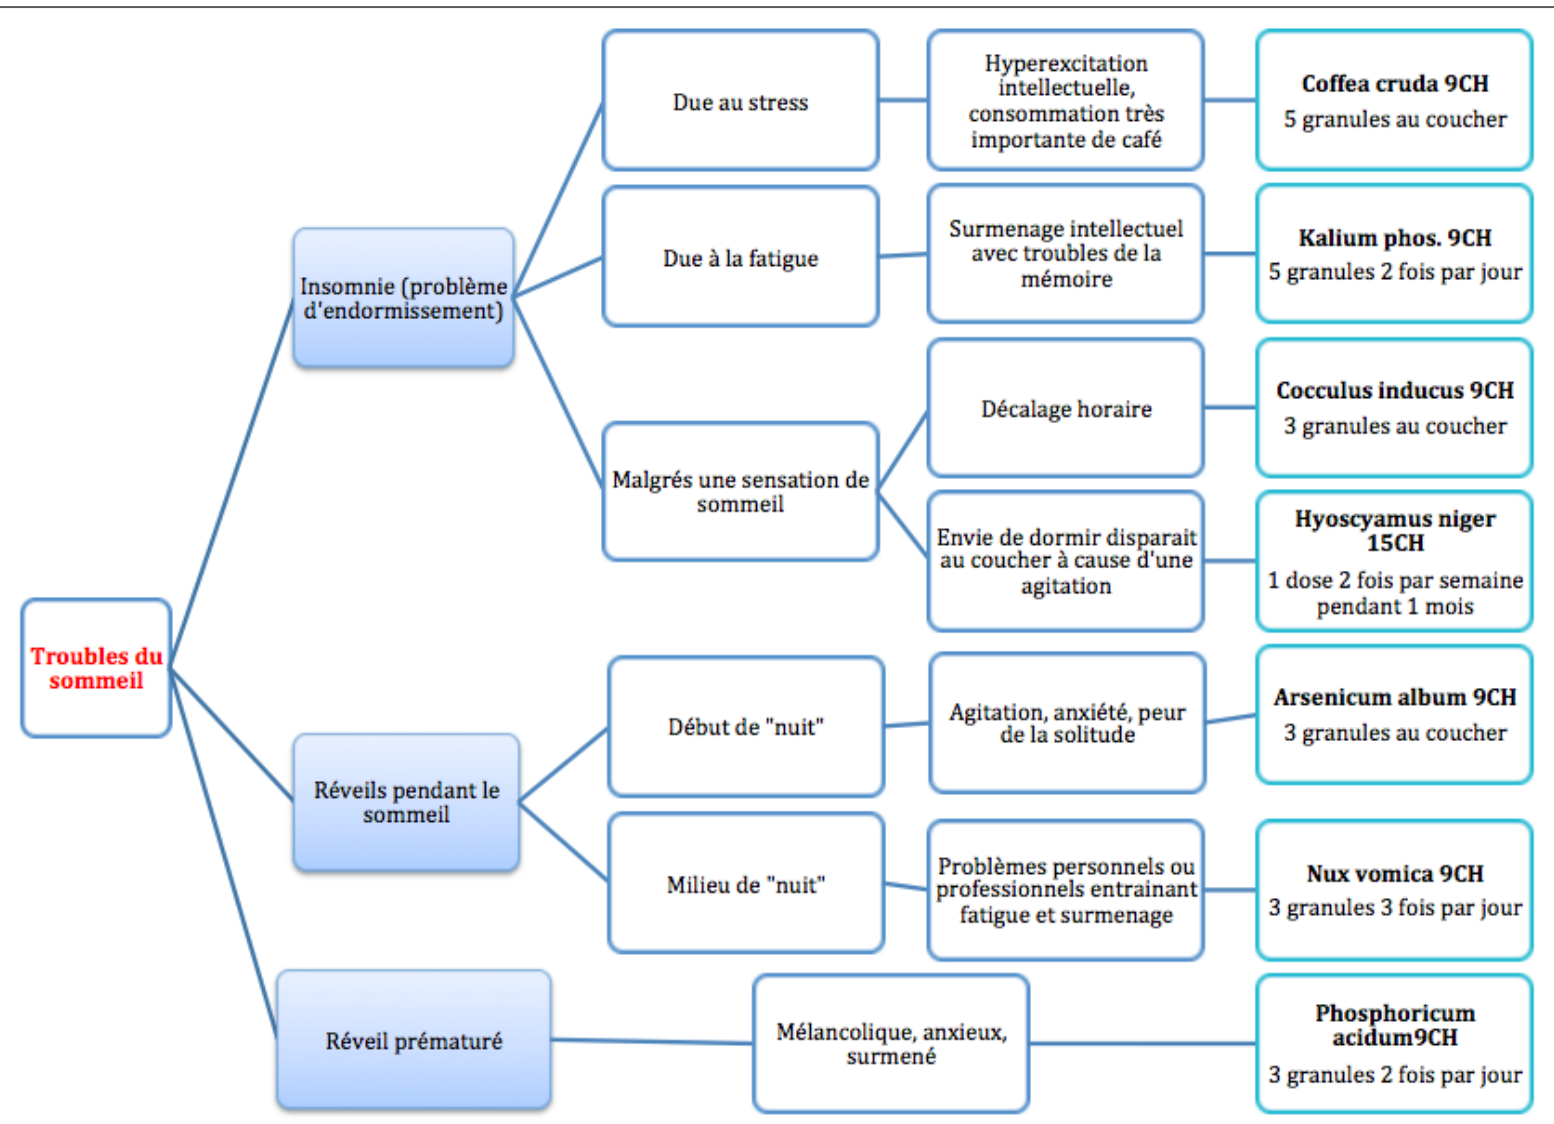 Due au stress
Hyperexcitation
intellectuelle,
consommation très
importante de café
Coffea cruda 9CH
5 granules au coucher
Insomnie (problème
d'endormissement)
Due à la fatigue
Surmenage intellectuel
avec troubles de la
mémoire
Kalium phos. 9CH
5 granules 2 fois par jour
Malgrés une sensation de
sommeil
Décalage horaire
Cocculus inducus 9CH
3 granules au coucher
Envie de dormir disparait
au coucher à cause d'une
agitation
Hyoscyamus niger
15CH
1 dose 2 fois par semaine
pendant 1 mois
Troubles du
sommeil
Réveils pendant le
sommeil
Début de "nuit"
Agitation, anxiété, peur
de la solitude
Arsenicum album 9CH
3 granules au coucher
Milieu de "nuit"
Problèmes personnels ou
professionnels entrainant
fatigue et surmenage
Nux vomica 9CH
3 granules 3 fois par jour
Réveil prématuré
Mélancolique, anxieux,
surmené
Phosphoricum
acidum9CH
3 granules 2 fois par jour